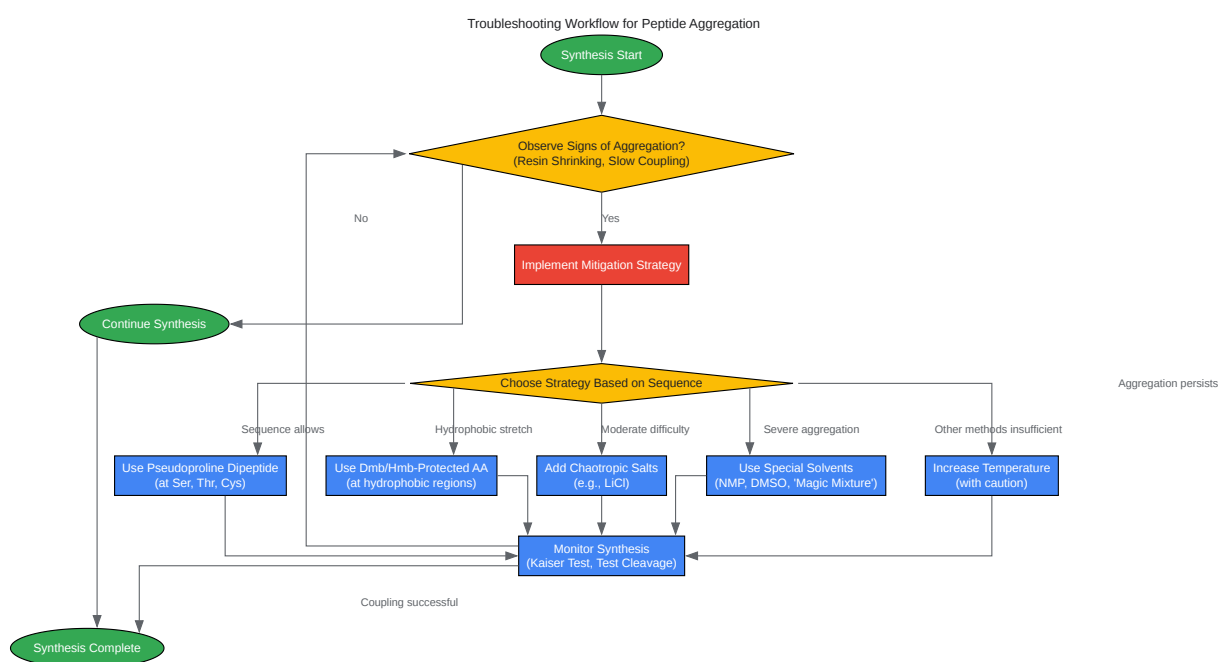 Troubleshooting Workflow for Peptide Aggregation
Synthesis Start
Observe Signs of Aggregation?
(Resin Shrinking, Slow Coupling)
No
Yes
Implement Mitigation Strategy
Continue Synthesis
Choose Strategy Based on Sequence
Aggregation persists
Sequence allows
Hydrophobic stretch
Moderate difficulty
Severe aggregation
Other methods insufficient
Use Pseudoproline Dipeptide
(at Ser, Thr, Cys)
Use Dmb/Hmb-Protected AA
(at hydrophobic regions)
Add Chaotropic Salts
(e.g., LiCl)
Use Special Solvents
(NMP, DMSO, 'Magic Mixture')
Increase Temperature
(with caution)
Monitor Synthesis
(Kaiser Test, Test Cleavage)
Coupling successful
Synthesis Complete